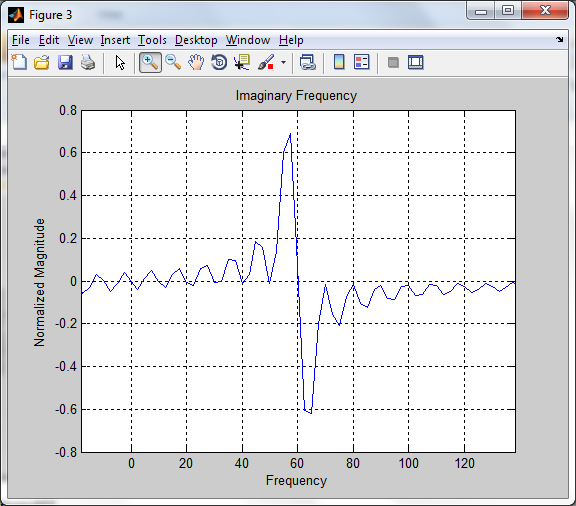 Figure 3
File Edit View Insert Tools Desktop Window Help
Imaginary Frequency
0.8
0.6
0.4
0.2
0
-0.2
-0.4
-0.6
-0.8
Normalized Magnitude
0 20 40 60 80 100 120
Frequency